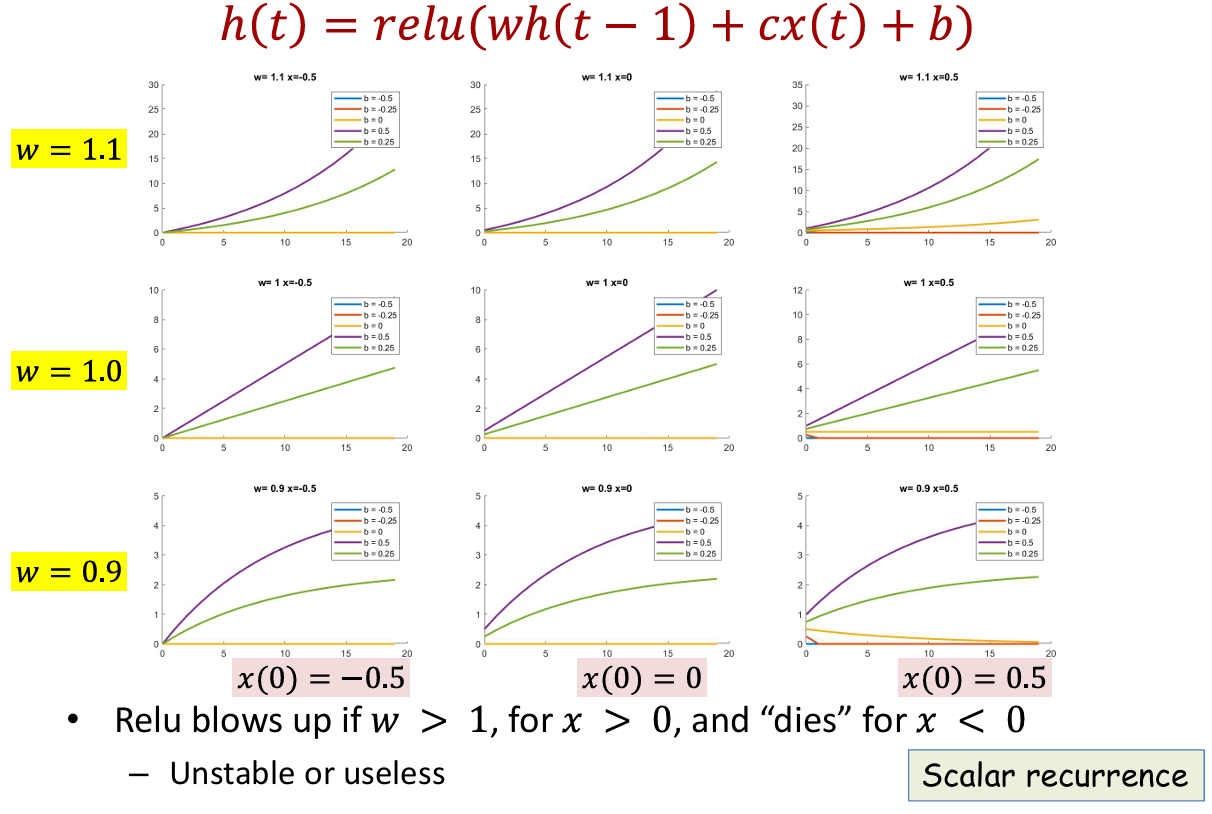 h(t) = relu(wh(t − 1) + cx(t) + b)
w = 1.1
w= 1.1 x=-0.5
30
25
20
15
10
5
0
0 5 10 15 20
b = -0.5
b = -0.25
b = 0
b = 0.5
b = 0.25
w= 1.1 x=0
30
25
20
15
10
5
0
0 5 10 15 20
b = -0.5
b = -0.25
b = 0
b = 0.5
b = 0.25
w= 1.1 x=0.5
35
30
25
20
15
10
5
0
0 5 10 15 20
b = -0.5
b = -0.25
b = 0
b = 0.5
b = 0.25
w = 1.0
w= 1 x=-0.5
10
8
6
4
2
0
0 5 10 15 20
b = -0.5
b = -0.25
b = 0
b = 0.5
b = 0.25
w= 1 x=0
10
8
6
4
2
0
0 5 10 15 20
b = -0.5
b = -0.25
b = 0
b = 0.5
b = 0.25
w= 1 x=0.5
12
10
8
6
4
2
0
0 5 10 15 20
b = -0.5
b = -0.25
b = 0
b = 0.5
b = 0.25
w = 0.9
w= 0.9 x=-0.5
5
4
3
2
1
0
0 5 10 15 20
b = -0.5
b = -0.25
b = 0
b = 0.5
b = 0.25
w= 0.9 x=0
5
4
3
2
1
0
0 5 10 15 20
b = -0.5
b = -0.25
b = 0
b = 0.5
b = 0.25
w= 0.9 x=0.5
5
4
3
2
1
0
0 5 10 15 20
b = -0.5
b = -0.25
b = 0
b = 0.5
b = 0.25
x(0) = −0.5
x(0) = 0
x(0) = 0.5
• Relu blows up if w > 1, for x > 0, and “dies” for x < 0
– Unstable or useless
Scalar recurrence